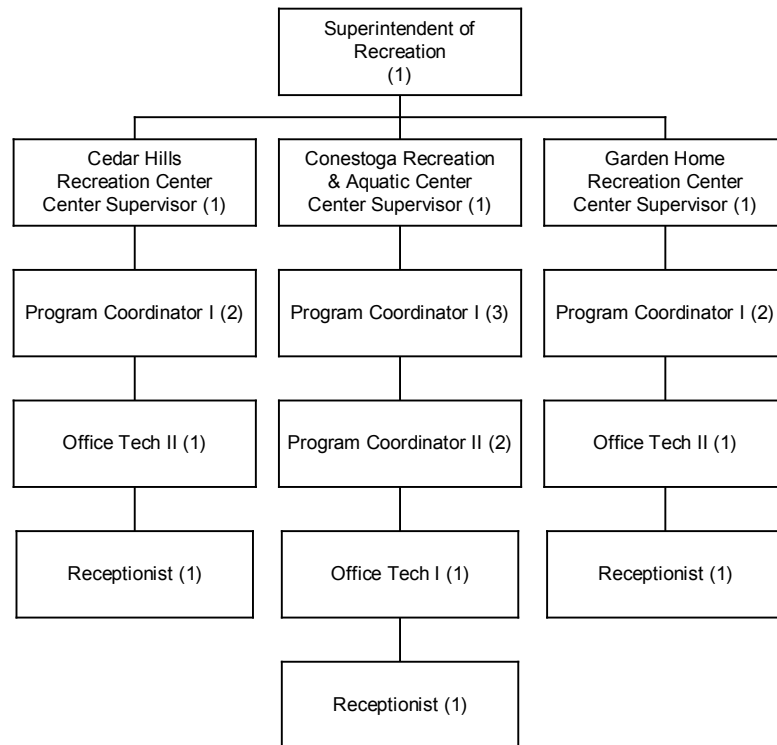 Superintendent of
Recreation
(1)
Cedar Hills
Recreation Center
Center Supervisor (1)
Conestoga Recreation
& Aquatic Center
Center Supervisor (1)
Garden Home
Recreation Center
Center Supervisor (1)
Program Coordinator I (2)
Program Coordinator I (3)
Program Coordinator I (2)
Office Tech II (1)
Program Coordinator II (2)
Office Tech II (1)
Receptionist (1)
Office Tech I (1)
Receptionist (1)
Receptionist (1)